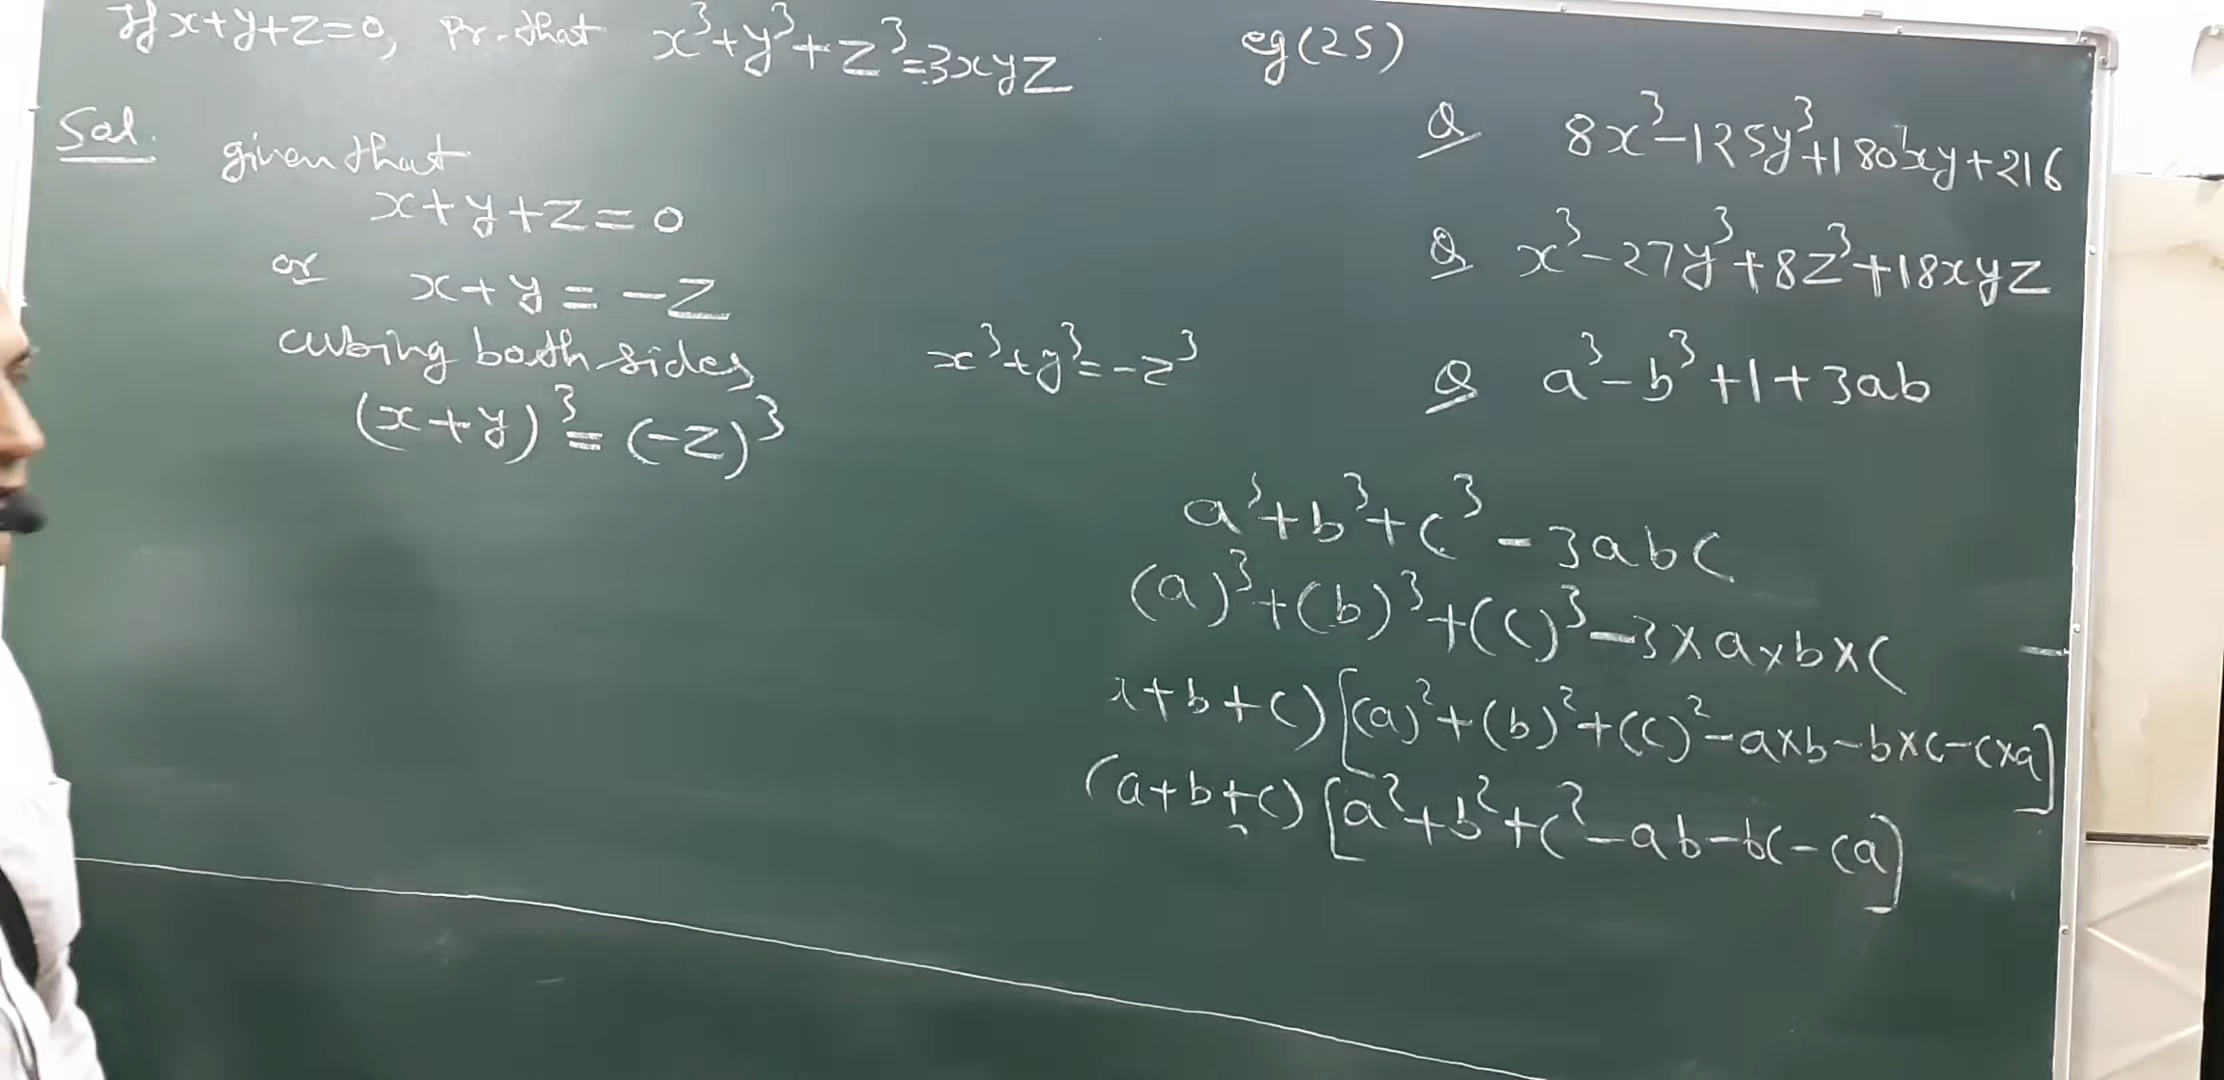 If x+y+z=0, Pr. that x³+y³+z³=3xyz
Sol. given that
x+y+z=0
or x+y=-z
cubing both sides
(x+y)³=(-z)³
x³+y³=-z³
eg(25)
Q 8x³-125y³+180xy+216
Q x³-27y³+8z³+18xyz
Q a³-b³+1+3ab
a³+b³+c³-3abc
(a)³+(b)³+(c)³-3×a×b×c
+b+c)[(a)²+(b)²+(c)²-a×b-b×c-c×a]
(a+b+c)[a²+b²+c²-ab-bc-ca]